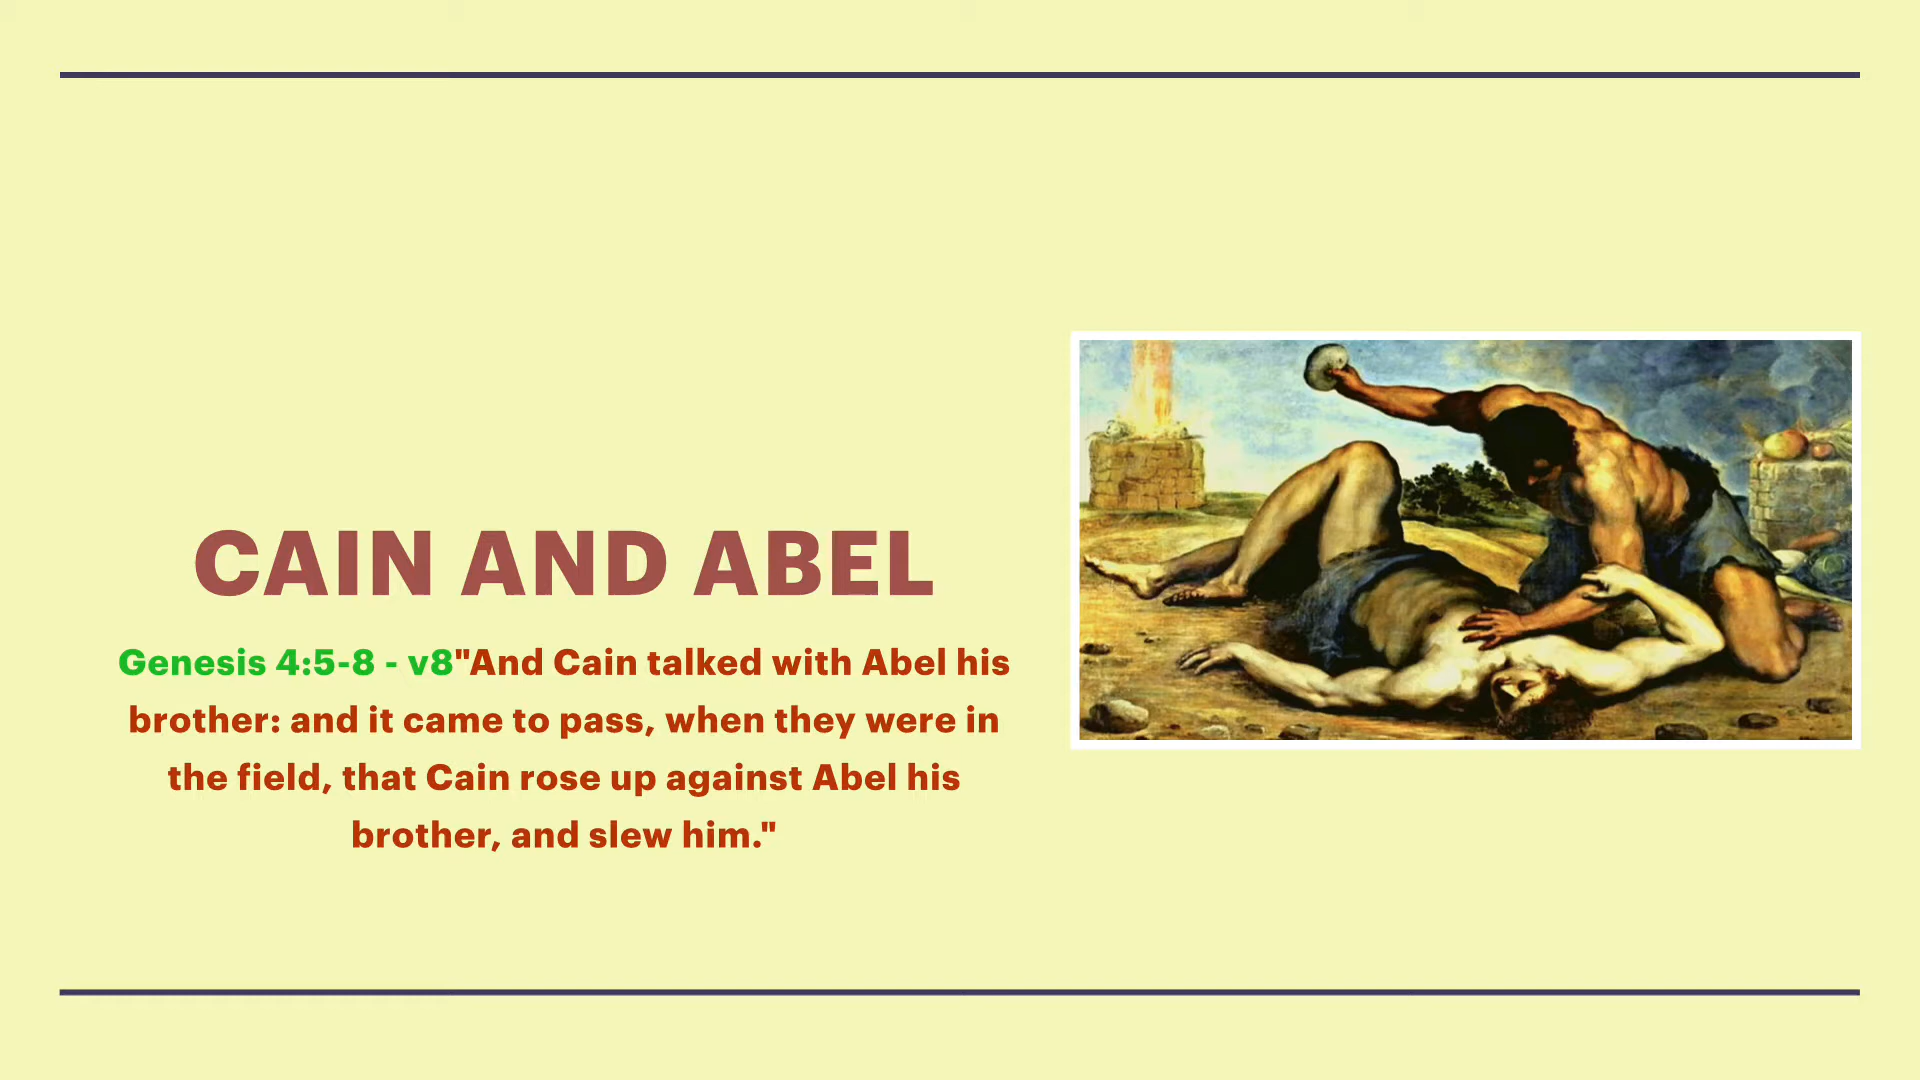 CAIN AND ABEL
Genesis 4:5-8 - v8"And Cain talked with Abel his
brother: and it came to pass, when they were in
the field, that Cain rose up against Abel his
brother, and slew him."